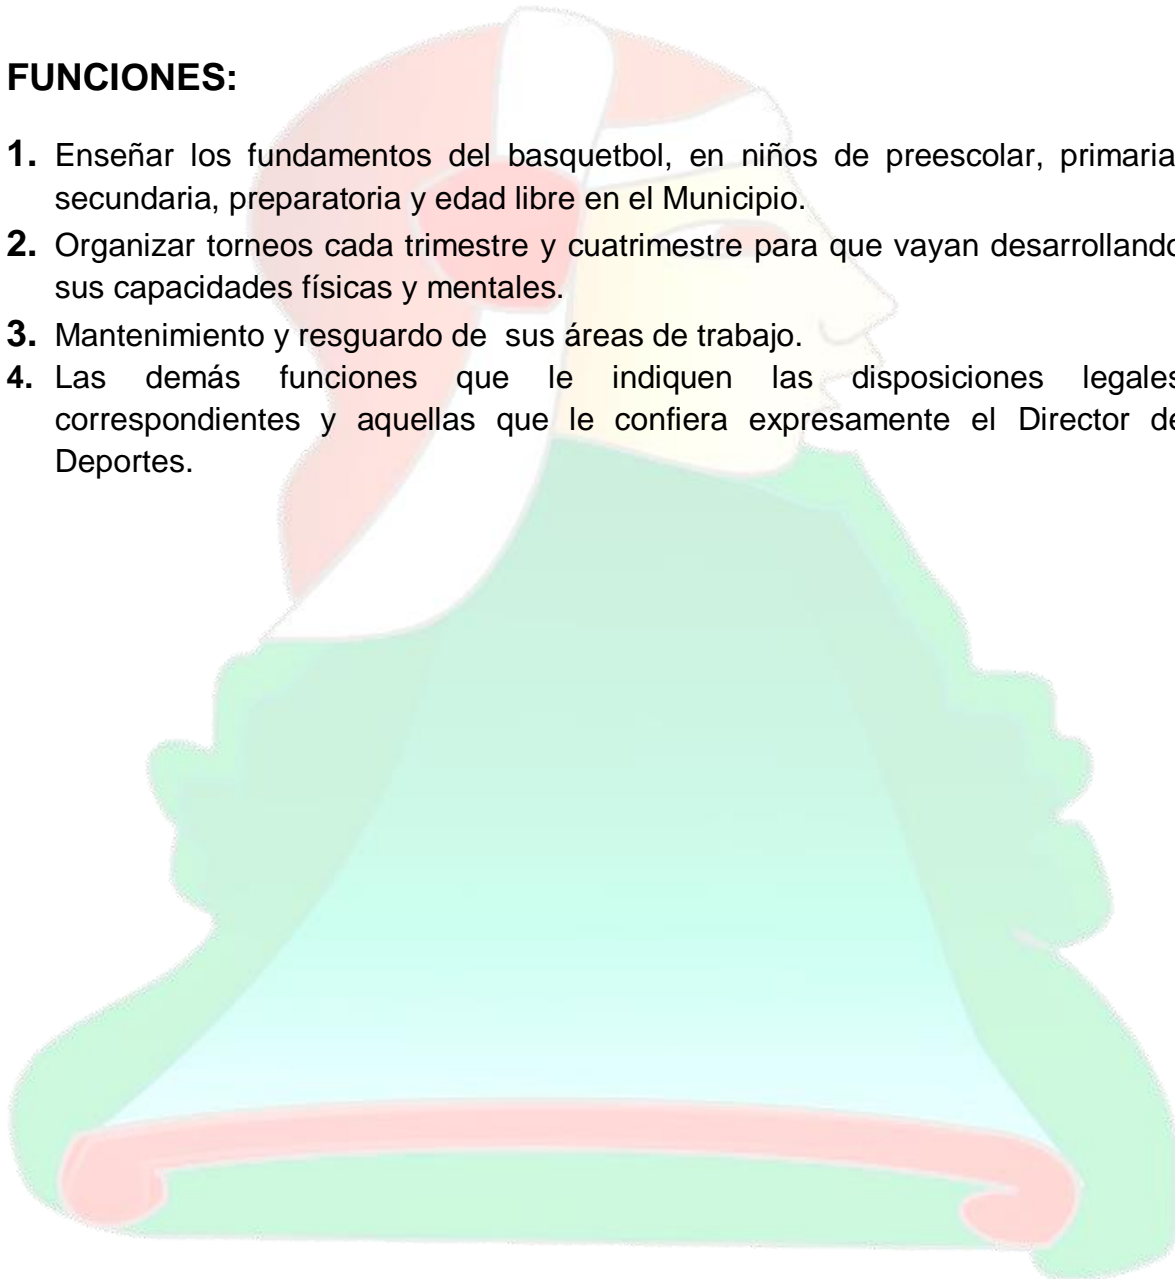 FUNCIONES:
1. Enseñar los fundamentos del basquetbol, en niños de preescolar, primaria
secundaria, preparatoria y edad libre en el Municipio.
2. Organizar torneos cada trimestre y cuatrimestre para que vayan desarrollando
sus capacidades físicas y mentales.
3. Mantenimiento y resguardo de sus áreas de trabajo.
4. Las demás funciones que le indiquen las disposiciones legales
correspondientes y aquellas que le confiera expresamente el Director de
Deportes.